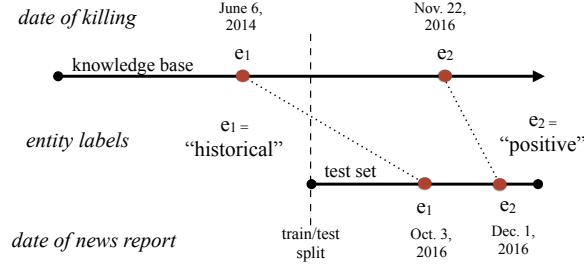 date of killing
June 6,
2014
Nov. 22,
2016
e1
e2
knowledge base
entity labels
e1 =
“historical”
e2 =
“positive”
test set
e1
e2
date of news report
train/test
split
Oct. 3,
2016
Dec. 1,
2016